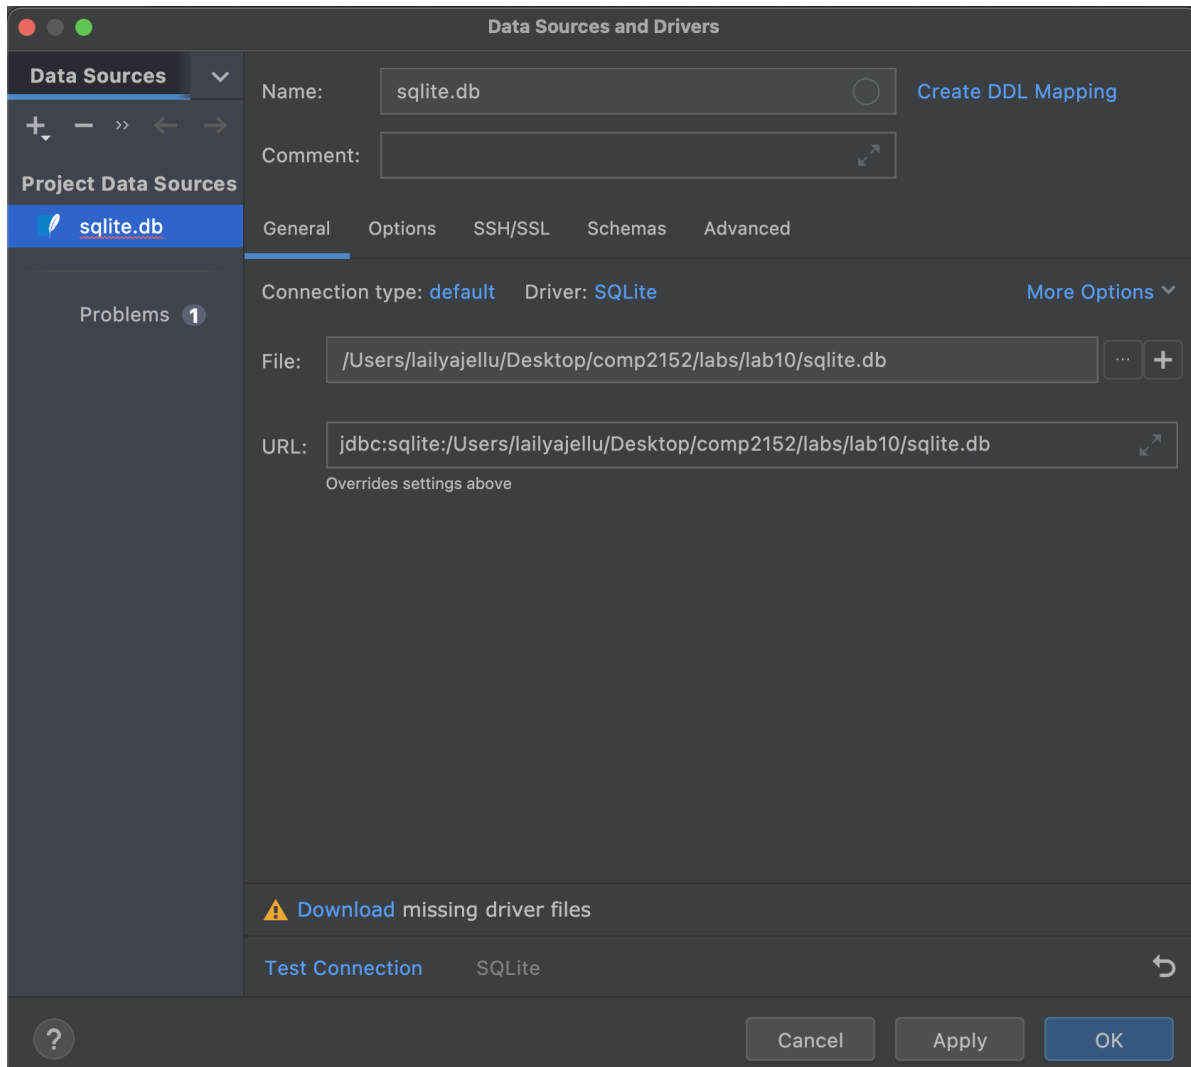 Data Sources and Drivers
Data Sources
Project Data Sources
sqlite.db
Problems 1
Name: sqlite.db Create DDL Mapping
Comment:
General Options SSH/SSL Schemas Advanced
Connection type: default Driver: SQLite More Options
File: /Users/lailyajellu/Desktop/comp2152/labs/lab10/sqlite.db ... +
URL: jdbc:sqlite:/Users/lailyajellu/Desktop/comp2152/labs/lab10/sqlite.db
Overrides settings above
Download missing driver files
Test Connection SQLite
? Cancel Apply OK